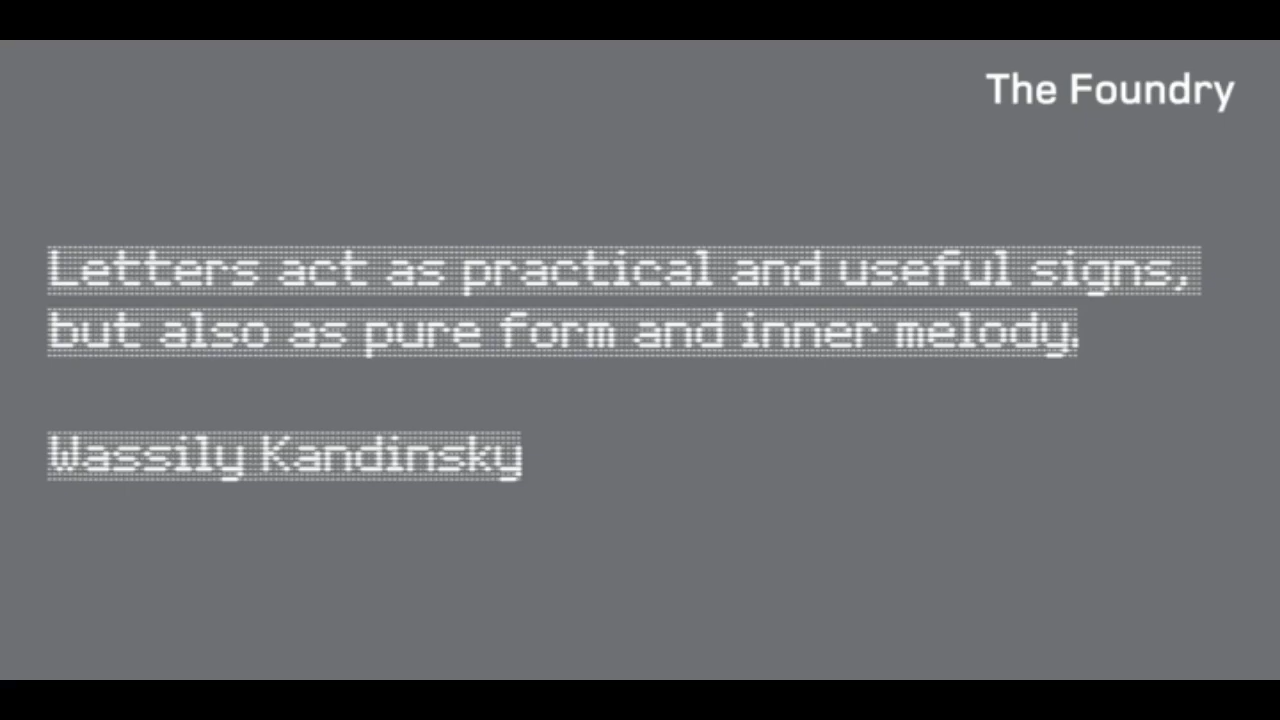 The Foundry
Letters act as practical and useful signs,
but also as pure form and inner melody.
Wassily Kandinsky